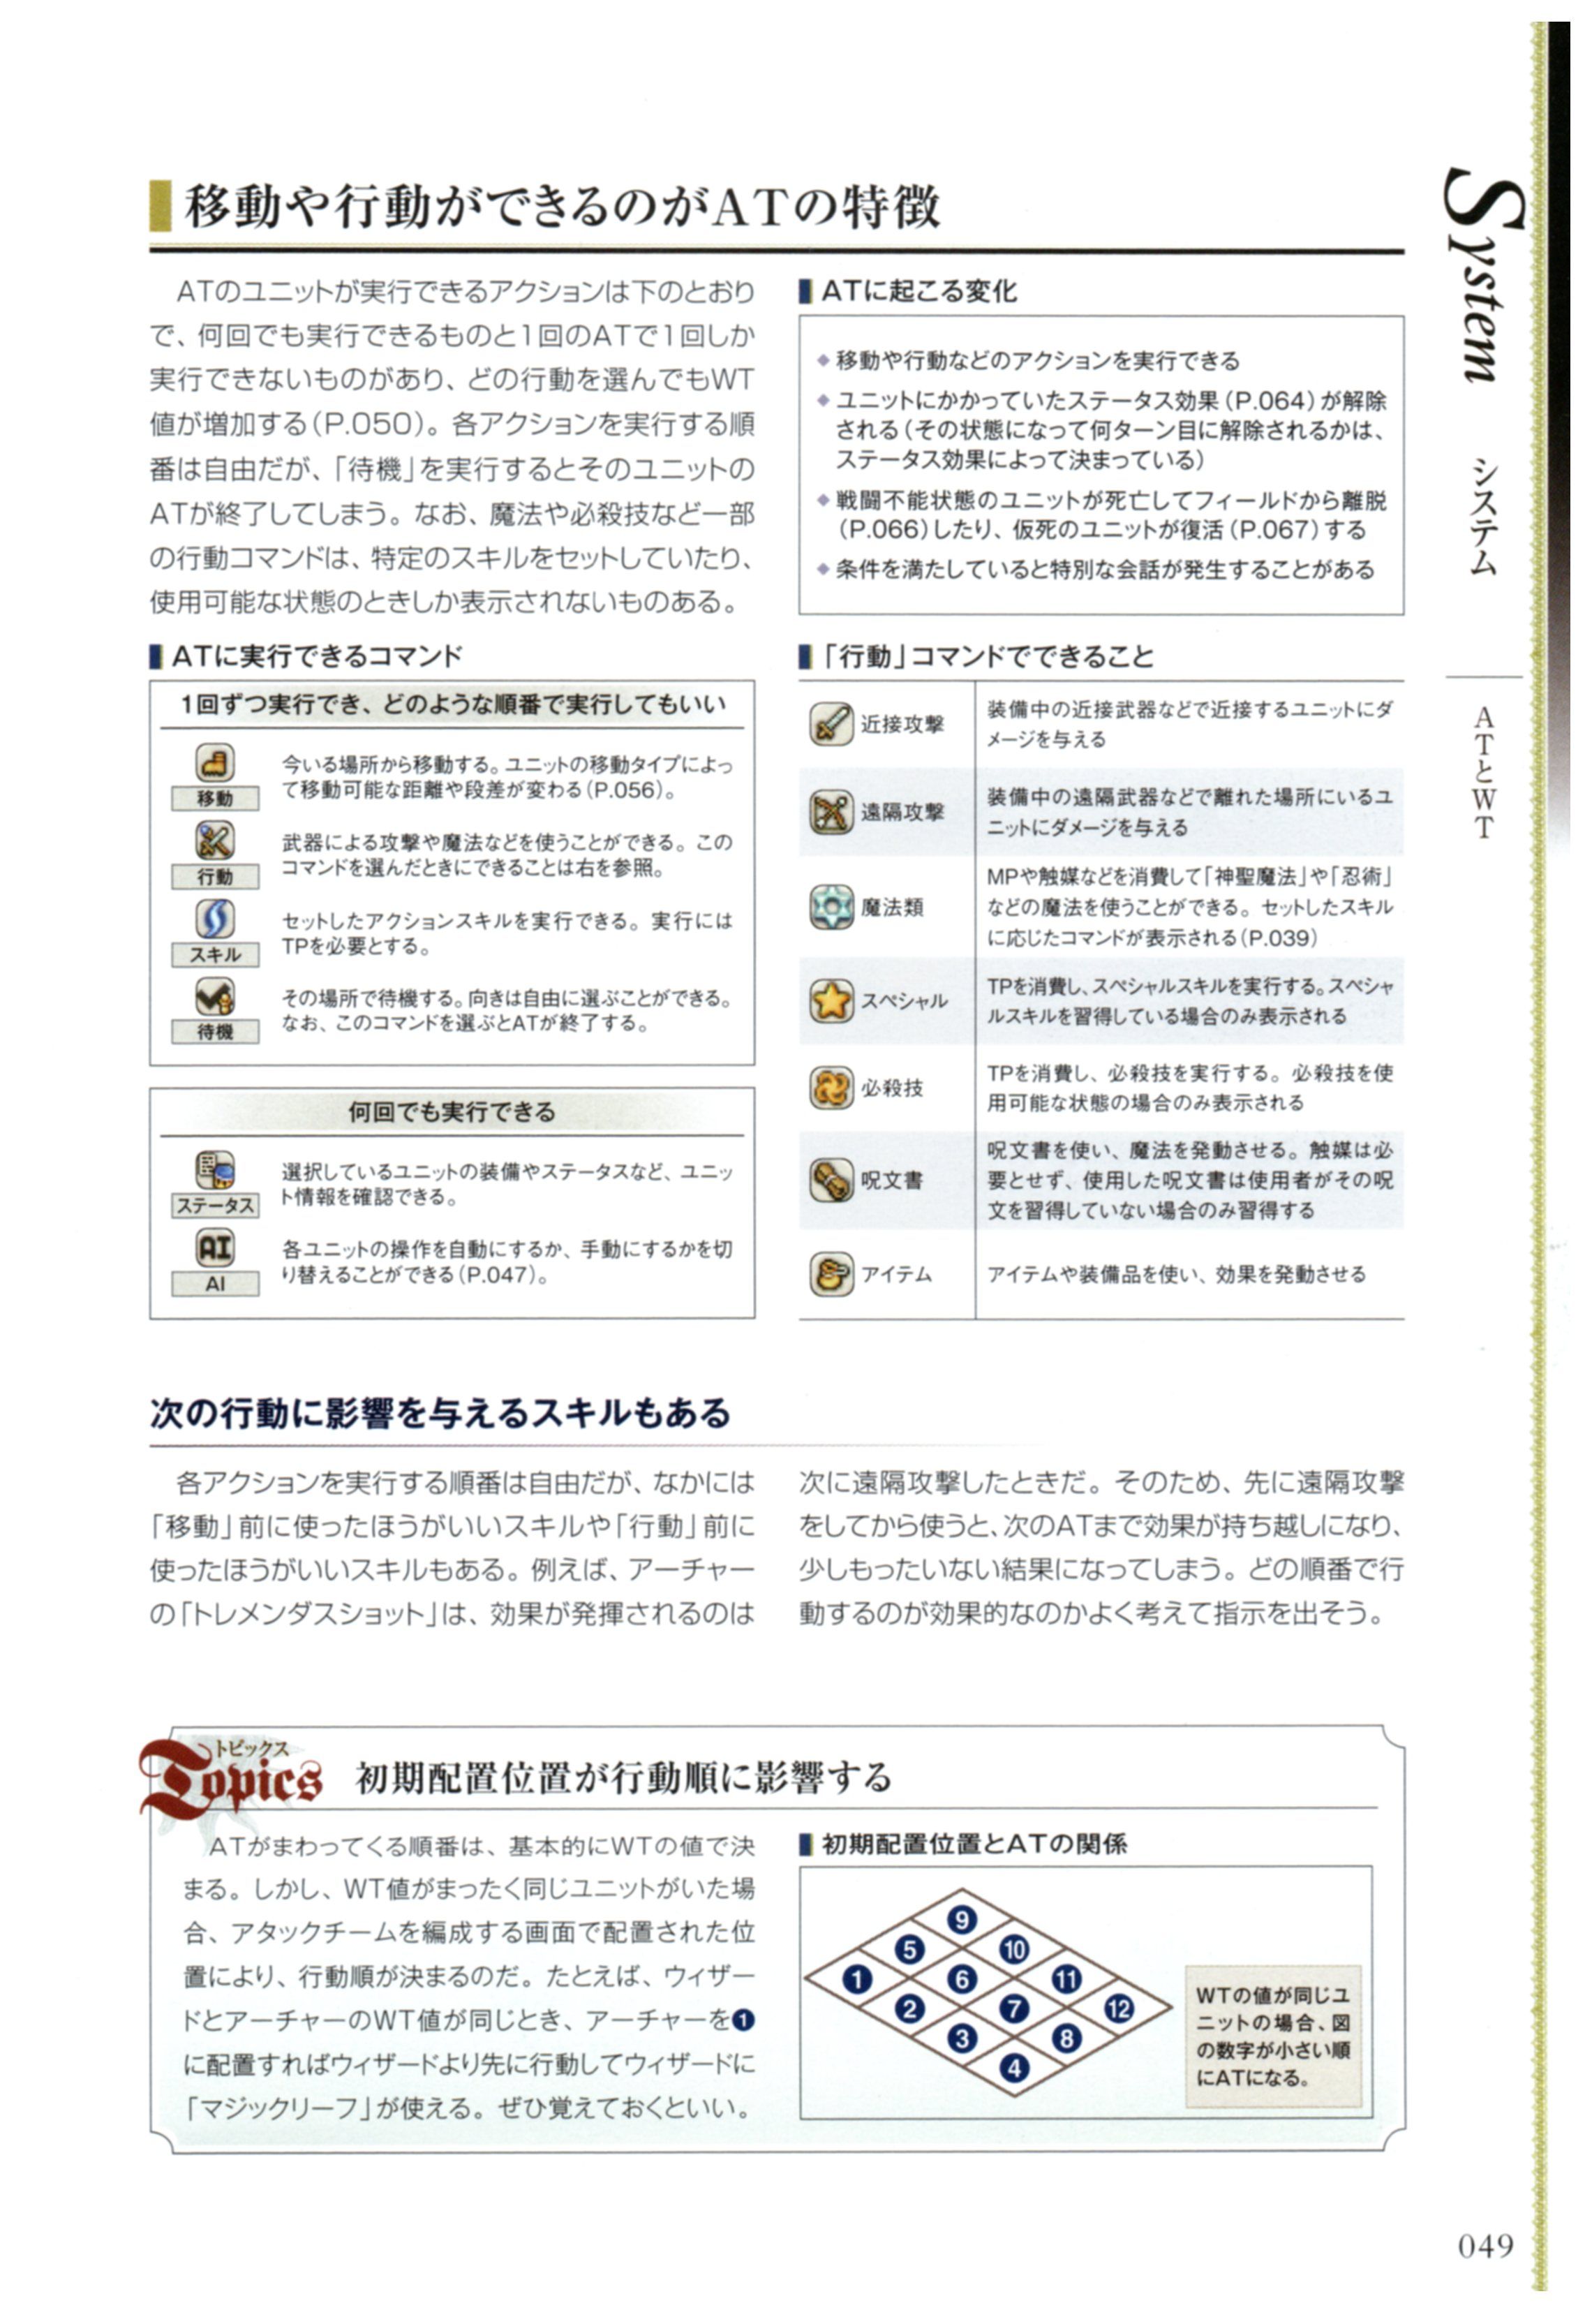 移動や行動ができるのがATの特徴
ATのユニットが実行できるアクションは下のとおり
で、何回でも実行できるものと1回のATで1回しか
実行できないものがあり、どの行動を選んでもWT
値が増加する(P.050)。各アクションを実行する順
番は自由だが、「待機」を実行するとそのユニットの
ATが終了してしまう。なお、魔法や必殺技など一部
の行動コマンドは、特定のスキルをセットしていたり、
使用可能な状態のときしか表示されないものある。
ATに起こる変化
◆移動や行動などのアクションを実行できる
◆ユニットにかかっていたステータス効果(P.064)が解除
される(その状態になって何ターン目に解除されるかは、
ステータス効果によって決まっている)
◆戦闘不能状態のユニットが死亡してフィールドから離脱
(P.066)したり、仮死のユニットが復活(P.067)する
◆条件を満たしていると特別な会話が発生することがある
ATに実行できるコマンド
1回ずつ実行でき、どのような順番で実行してもいい
移動
今いる場所から移動する。ユニットの移動タイプによっ
て移動可能な距離や段差が変わる(P.056)。
行動
武器による攻撃や魔法などを使うことができる。この
コマンドを選んだときにできることは右を参照。
スキル
セットしたアクションスキルを実行できる。実行には
TPを必要とする。
待機
その場所で待機する。向きは自由に選ぶことができる。
なお、このコマンドを選ぶとATが終了する。
何回でも実行できる
ステータス
選択しているユニットの装備やステータスなど、ユニッ
ト情報を確認できる。
AI
AI
各ユニットの操作を自動にするか、手動にするかを切
り替えることができる(P.047)。
「行動」コマンドでできること
近接攻撃
装備中の近接武器などで近接するユニットにダ
メージを与える
遠隔攻撃
装備中の遠隔武器などで離れた場所にいるユ
ニットにダメージを与える
魔法類
MPや触媒などを消費して「神聖魔法」や「忍術」
などの魔法を使うことができる。セットしたスキル
に応じたコマンドが表示される(P.039)
スペシャル
TPを消費し、スペシャルスキルを実行する。スペシャ
ルスキルを習得している場合のみ表示される
必殺技
TPを消費し、必殺技を実行する。必殺技を使
用可能な状態の場合のみ表示される
呪文書
呪文書を使い、魔法を発動させる。触媒は必
要とせず、使用した呪文書は使用者がその呪
文を習得していない場合のみ習得する
アイテム
アイテムや装備品を使い、効果を発動させる
次の行動に影響を与えるスキルもある
各アクションを実行する順番は自由だが、なかには
「移動」前に使ったほうがいいスキルや「行動」前に
使ったほうがいいスキルもある。例えば、アーチャー
の「トレメンダスショット」は、効果が発揮されるのは
次に遠隔攻撃したときだ。そのため、先に遠隔攻撃
をしてから使うと、次のATまで効果が持ち越しになり、
少しもったいない結果になってしまう。どの順番で行
動するのが効果的なのかよく考えて指示を出そう。
トピックス
Topics
初期配置位置が行動順に影響する
ATがまわってくる順番は、基本的にWTの値で決
まる。しかし、WT値がまったく同じユニットがいた場
合、アタックチームを編成する画面で配置された位
置により、行動順が決まるのだ。たとえば、ウィザー
ドとアーチャーのWT値が同じとき、アーチャーを❶
に配置すればウィザードより先に行動してウィザードに
「マジックリーフ」が使える。ぜひ覚えておくといい。
初期配置位置とATの関係
9
5 10
1 6 11
2 7 12
3 8
4
WTの値が同じユ
ニットの場合、図
の数字が小さい順
にATになる。
System
システム
ATとWT
049